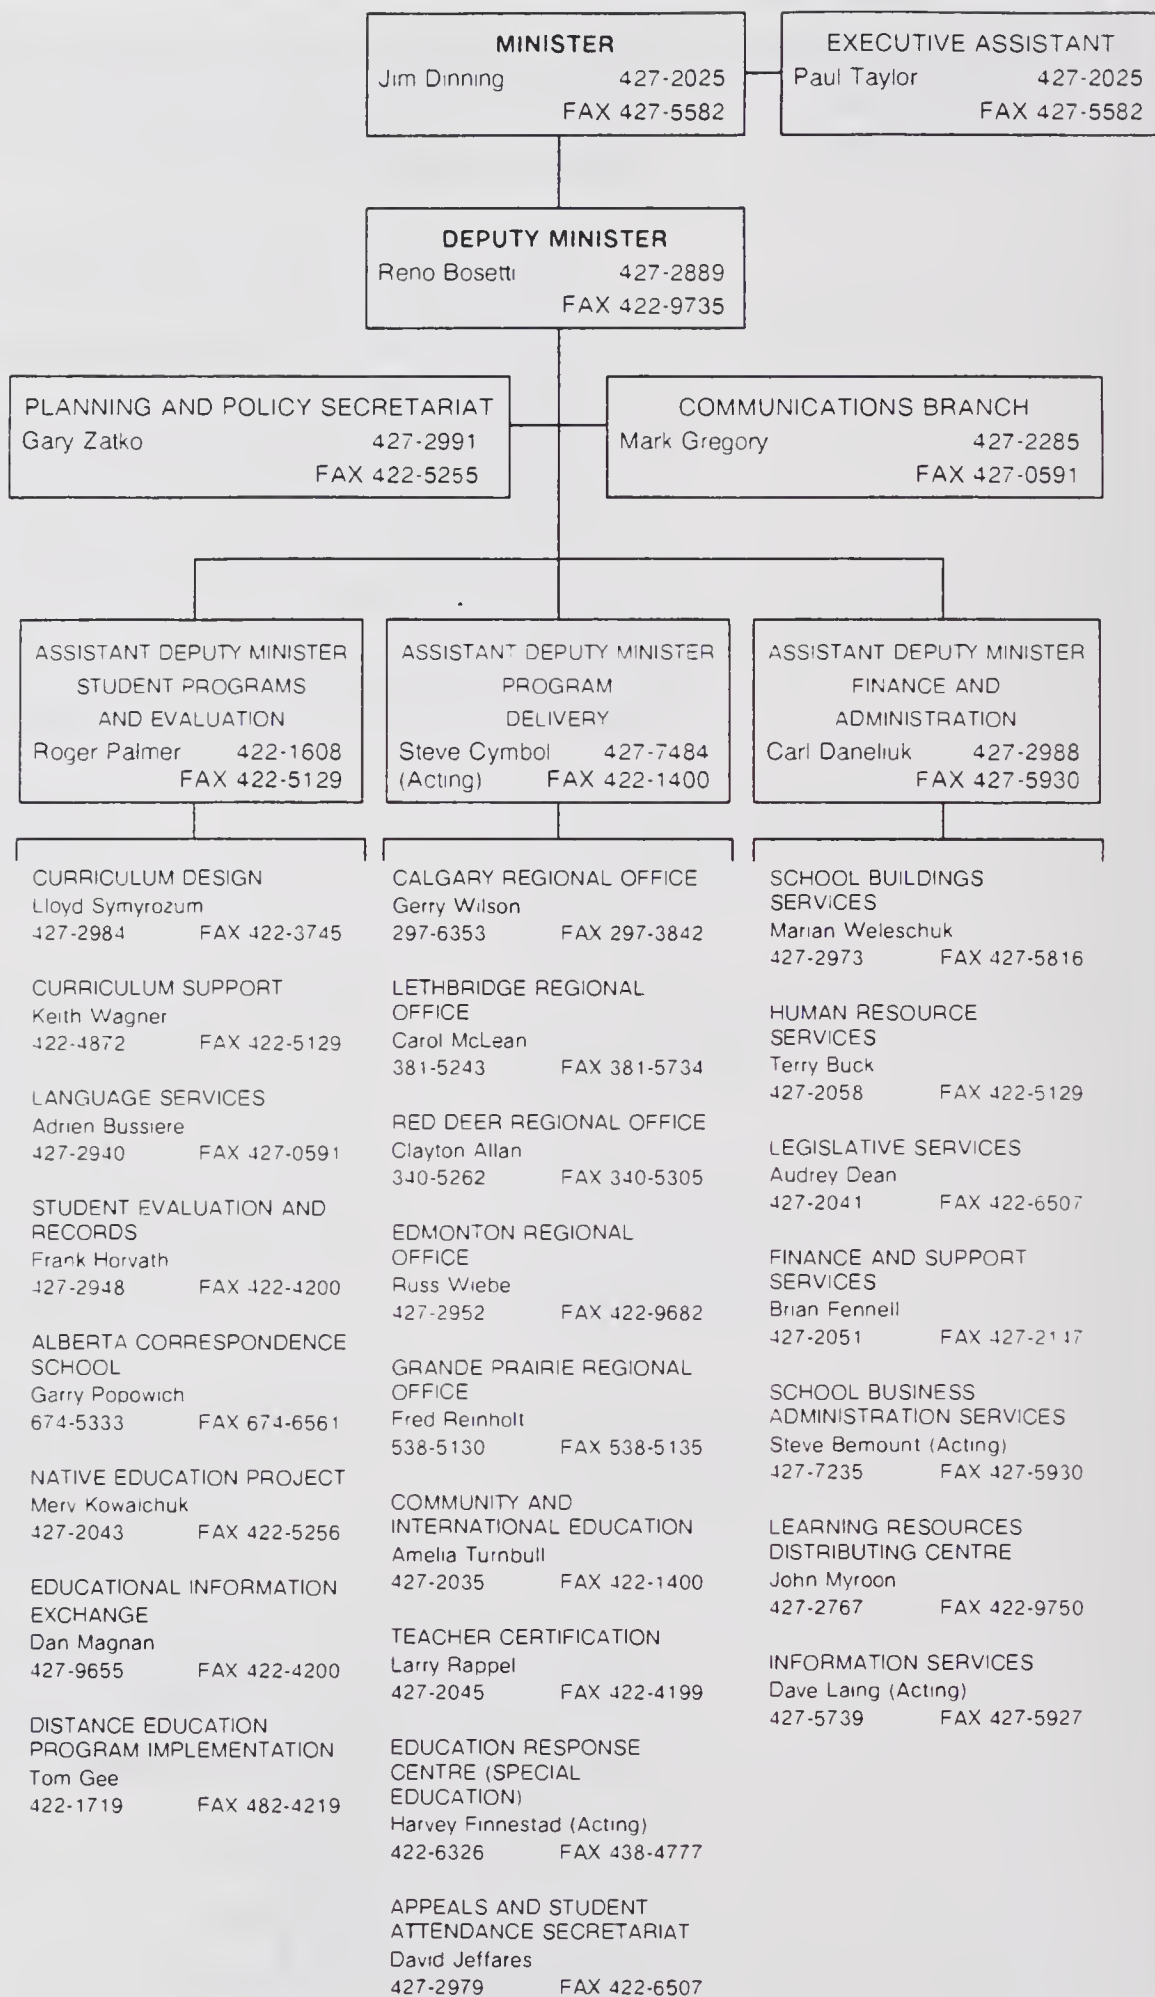 MINISTER
Jim Dinning 427-2025
FAX 427-5582
EXECUTIVE ASSISTANT
Paul Taylor 427-2025
FAX 427-5582
DEPUTY MINISTER
Reno Bosetti 427-2889
FAX 422-9735
PLANNING AND POLICY SECRETARIAT
Gary Zatko 427-2991
FAX 422-5255
COMMUNICATIONS BRANCH
Mark Gregory 427-2285
FAX 427-0591
ASSISTANT DEPUTY MINISTER
STUDENT PROGRAMS
AND EVALUATION
Roger Palmer 422-1608
FAX 422-5129
ASSISTANT DEPUTY MINISTER
PROGRAM
DELIVERY
Steve Cymbol 427-7484
(Acting) FAX 422-1400
ASSISTANT DEPUTY MINISTER
FINANCE AND
ADMINISTRATION
Carl Daneliuk 427-2988
FAX 427-5930
CURRICULUM DESIGN
Lloyd Symyrozum
427-2984 FAX 422-3745
CURRICULUM SUPPORT
Keith Wagner
422-4872 FAX 422-5129
LANGUAGE SERVICES
Adrien Bussiere
427-2940 FAX 427-0591
STUDENT EVALUATION AND
RECORDS
Frank Horvath
427-2948 FAX 422-4200
ALBERTA CORRESPONDENCE
SCHOOL
Garry Popowich
674-5333 FAX 674-6561
NATIVE EDUCATION PROJECT
Merv Kowalchuk
427-2043 FAX 422-5256
EDUCATIONAL INFORMATION
EXCHANGE
Dan Magnan
427-9655 FAX 422-4200
DISTANCE EDUCATION
PROGRAM IMPLEMENTATION
Tom Gee
422-1719 FAX 482-4219
CALGARY REGIONAL OFFICE
Gerry Wilson
297-6353 FAX 297-3842
LETHBRIDGE REGIONAL
OFFICE
Carol McLean
381-5243 FAX 381-5734
RED DEER REGIONAL OFFICE
Clayton Allan
340-5262 FAX 340-5305
EDMONTON REGIONAL
OFFICE
Russ Wiebe
427-2952 FAX 422-9682
GRANDE PRAIRIE REGIONAL
OFFICE
Fred Reinholt
538-5130 FAX 538-5135
COMMUNITY AND
INTERNATIONAL EDUCATION
Amelia Turnbull
427-2035 FAX 422-1400
TEACHER CERTIFICATION
Larry Rappel
427-2045 FAX 422-4199
EDUCATION RESPONSE
CENTRE (SPECIAL
EDUCATION)
Harvey Finnestad (Acting)
422-6326 FAX 438-4777
APPEALS AND STUDENT
ATTENDANCE SECRETARIAT
David Jeffares
427-2979 FAX 422-6507
SCHOOL BUILDINGS
SERVICES
Marian Weleschuk
427-2973 FAX 427-5816
HUMAN RESOURCE
SERVICES
Terry Buck
427-2058 FAX 422-5129
LEGISLATIVE SERVICES
Audrey Dean
427-2041 FAX 422-6507
FINANCE AND SUPPORT
SERVICES
Brian Fennell
427-2051 FAX 427-2147
SCHOOL BUSINESS
ADMINISTRATION SERVICES
Steve Bemount (Acting)
427-7235 FAX 427-5930
LEARNING RESOURCES
DISTRIBUTING CENTRE
John Myroon
427-2767 FAX 422-9750
INFORMATION SERVICES
Dave Laing (Acting)
427-5739 FAX 427-5927